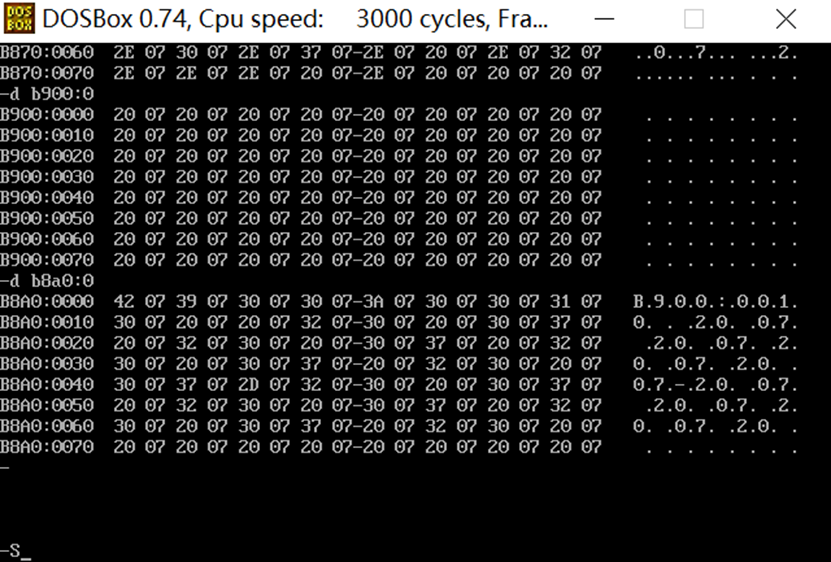 DOS
BOX
DOSBox 0.74, Cpu speed:    3000 cycles, Fra...
B870:0060  2E 07 30 07 2E 07 37 07-2E 07 20 07 2E 07 32 07   ..0...7... ...2.
B870:0070  2E 07 2E 07 2E 07 20 07-20 07 20 07 20 07 20 07   ...... . . . . .
-d b900:0
B900:0000  20 07 20 07 20 07 20 07-20 07 20 07 20 07 20 07    . . . . . . . .
B900:0010  20 07 20 07 20 07 20 07-20 07 20 07 20 07 20 07    . . . . . . . .
B900:0020  20 07 20 07 20 07 20 07-20 07 20 07 20 07 20 07    . . . . . . . .
B900:0030  20 07 20 07 20 07 20 07-20 07 20 07 20 07 20 07    . . . . . . . .
B900:0040  20 07 20 07 20 07 20 07-20 07 20 07 20 07 20 07    . . . . . . . .
B900:0050  20 07 20 07 20 07 20 07-20 07 20 07 20 07 20 07    . . . . . . . .
B900:0060  20 07 20 07 20 07 20 07-20 07 20 07 20 07 20 07    . . . . . . . .
B900:0070  20 07 20 07 20 07 20 07-20 07 20 07 20 07 20 07    . . . . . . . .
-d b8a0:0
B8A0:0000  42 07 39 07 30 07 30 07-3A 07 30 07 30 07 31 07   B.9.0.0.:.0.0.1.
B8A0:0010  30 07 20 07 20 07 32 07-30 07 20 07 30 07 37 07   0. . .2.0. .0.7.
B8A0:0020  20 07 32 07 30 07 20 07-30 07 37 07 20 07 32 07    .2.0. .0.7. .2.
B8A0:0030  30 07 20 07 30 07 37 07-20 07 32 07 30 07 20 07   0. .0.7. .2.0. .
B8A0:0040  30 07 37 07 2D 07 32 07-30 07 20 07 30 07 37 07   0.7.-.2.0. .0.7.
B8A0:0050  20 07 32 07 30 07 20 07-30 07 37 07 20 07 32 07    .2.0. .0.7. .2.
B8A0:0060  30 07 20 07 30 07 37 07-20 07 32 07 30 07 20 07   0. .0.7. .2.0. .
B8A0:0070  20 07 20 07 20 07 20 07-20 07 20 07 20 07 20 07    . . . . . . . .
-
-S_